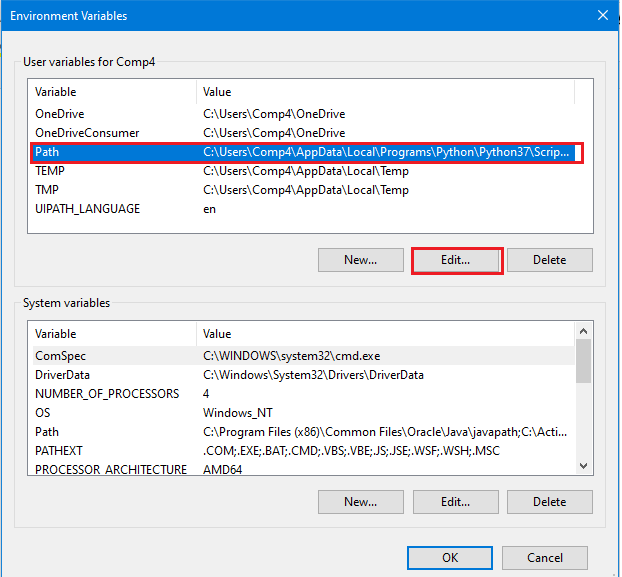 Environment Variables
User variables for Comp4
Variable Value
OneDrive C:\Users\Comp4\OneDrive
OneDriveConsumer C:\Users\Comp4\OneDrive
Path C:\Users\Comp4\AppData\Local\Programs\Python\Python37\Scrip...
TEMP C:\Users\Comp4\AppData\Local\Temp
TMP C:\Users\Comp4\AppData\Local\Temp
UIPATH_LANGUAGE en
New... Edit... Delete
System variables
Variable Value
ComSpec C:\WINDOWS\system32\cmd.exe
DriverData C:\Windows\System32\Drivers\DriverData
NUMBER_OF_PROCESSORS 4
OS Windows_NT
Path C:\Program Files (x86)\Common Files\Oracle\Java\javapath;C:\Acti...
PATHEXT .COM;.EXE;.BAT;.CMD;.VBS;.VBE;.JS;.JSE;.WSF;.WSH;.MSC
PROCESSOR_ARCHITECTURE AMD64
New... Edit... Delete
OK Cancel